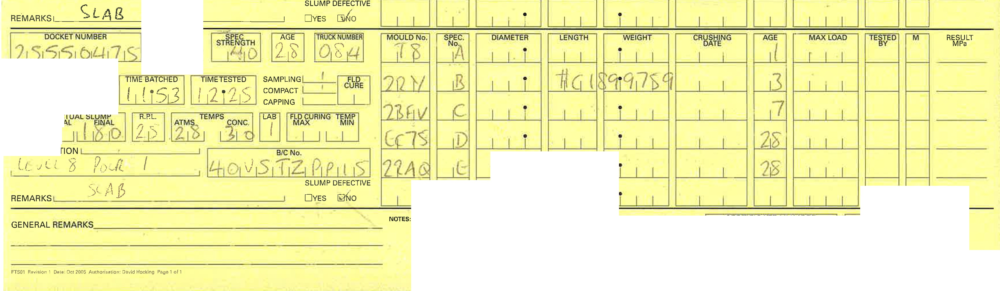 SLUMP DEFECTIVE
REMARKS SLAB YES NO
DOCKET NUMBER SPEC STRENGTH AGE TRUCK NUMBER MOULD No. SPEC. No. DIAMETER LENGTH WEIGHT CRUSHING DATE AGE MAX LOAD TESTED BY M RESULT MPa
25550475 40 28 084 T8 A 1
TIME BATCHED TIME TESTED SAMPLING FLD CURE
11:53 12:25 COMPACT 22Y B #G1899759 3
CAPPING
TUAL SLUMP R.P.L. TEMPS LAB FLD CURING TEMP 7
AL FINAL ATMS CONC. MAX MIN C
180 25 28 30 1 D 28
TION B/C No.
LEVEL 8 POUR 1 40VSTZPP15 22AQ E 28
SLUMP DEFECTIVE
REMARKS SLAB YES NO
GENERAL REMARKS NOTES:
FTS01 Revision 1 Date: Oct 2005 Authorisation: David Hocking Page 1 of 1